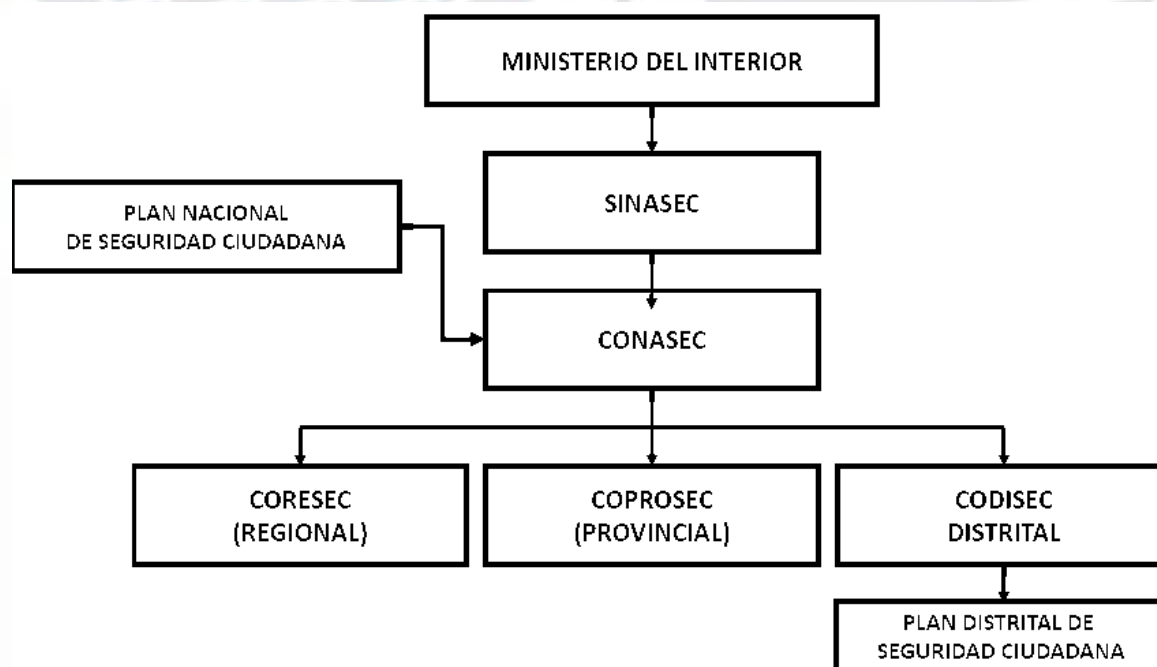 MINISTERIO DEL INTERIOR
SINASEC
PLAN NACIONAL
DE SEGURIDAD CIUDADANA
CONASEC
CORESEC
(REGIONAL)
COPROSEC
(PROVINCIAL)
CODISEC
DISTRITAL
PLAN DISTRITAL DE
SEGURIDAD CIUDADANA